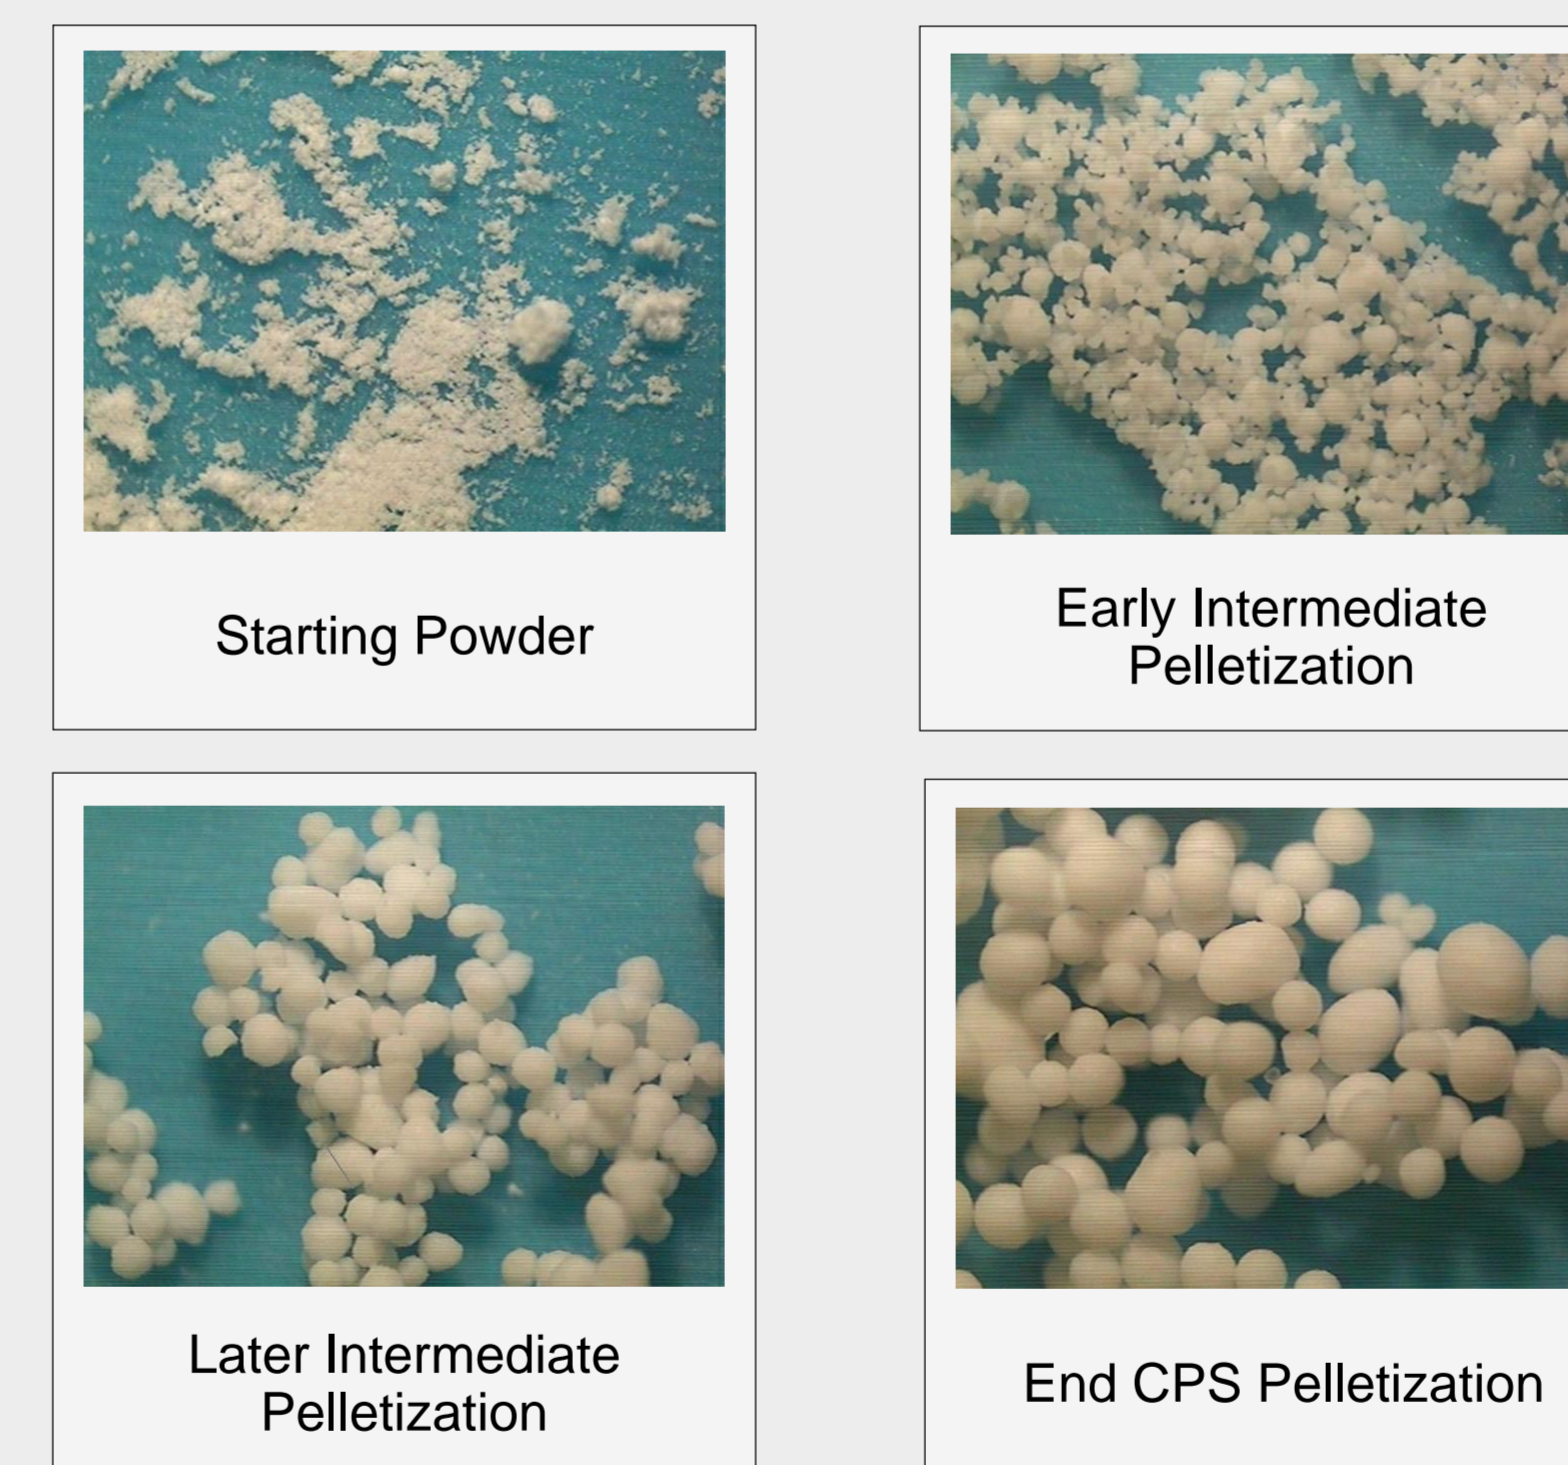 Starting Powder
Early Intermediate
Pelletization
Later Intermediate
Pelletization
End CPS Pelletization